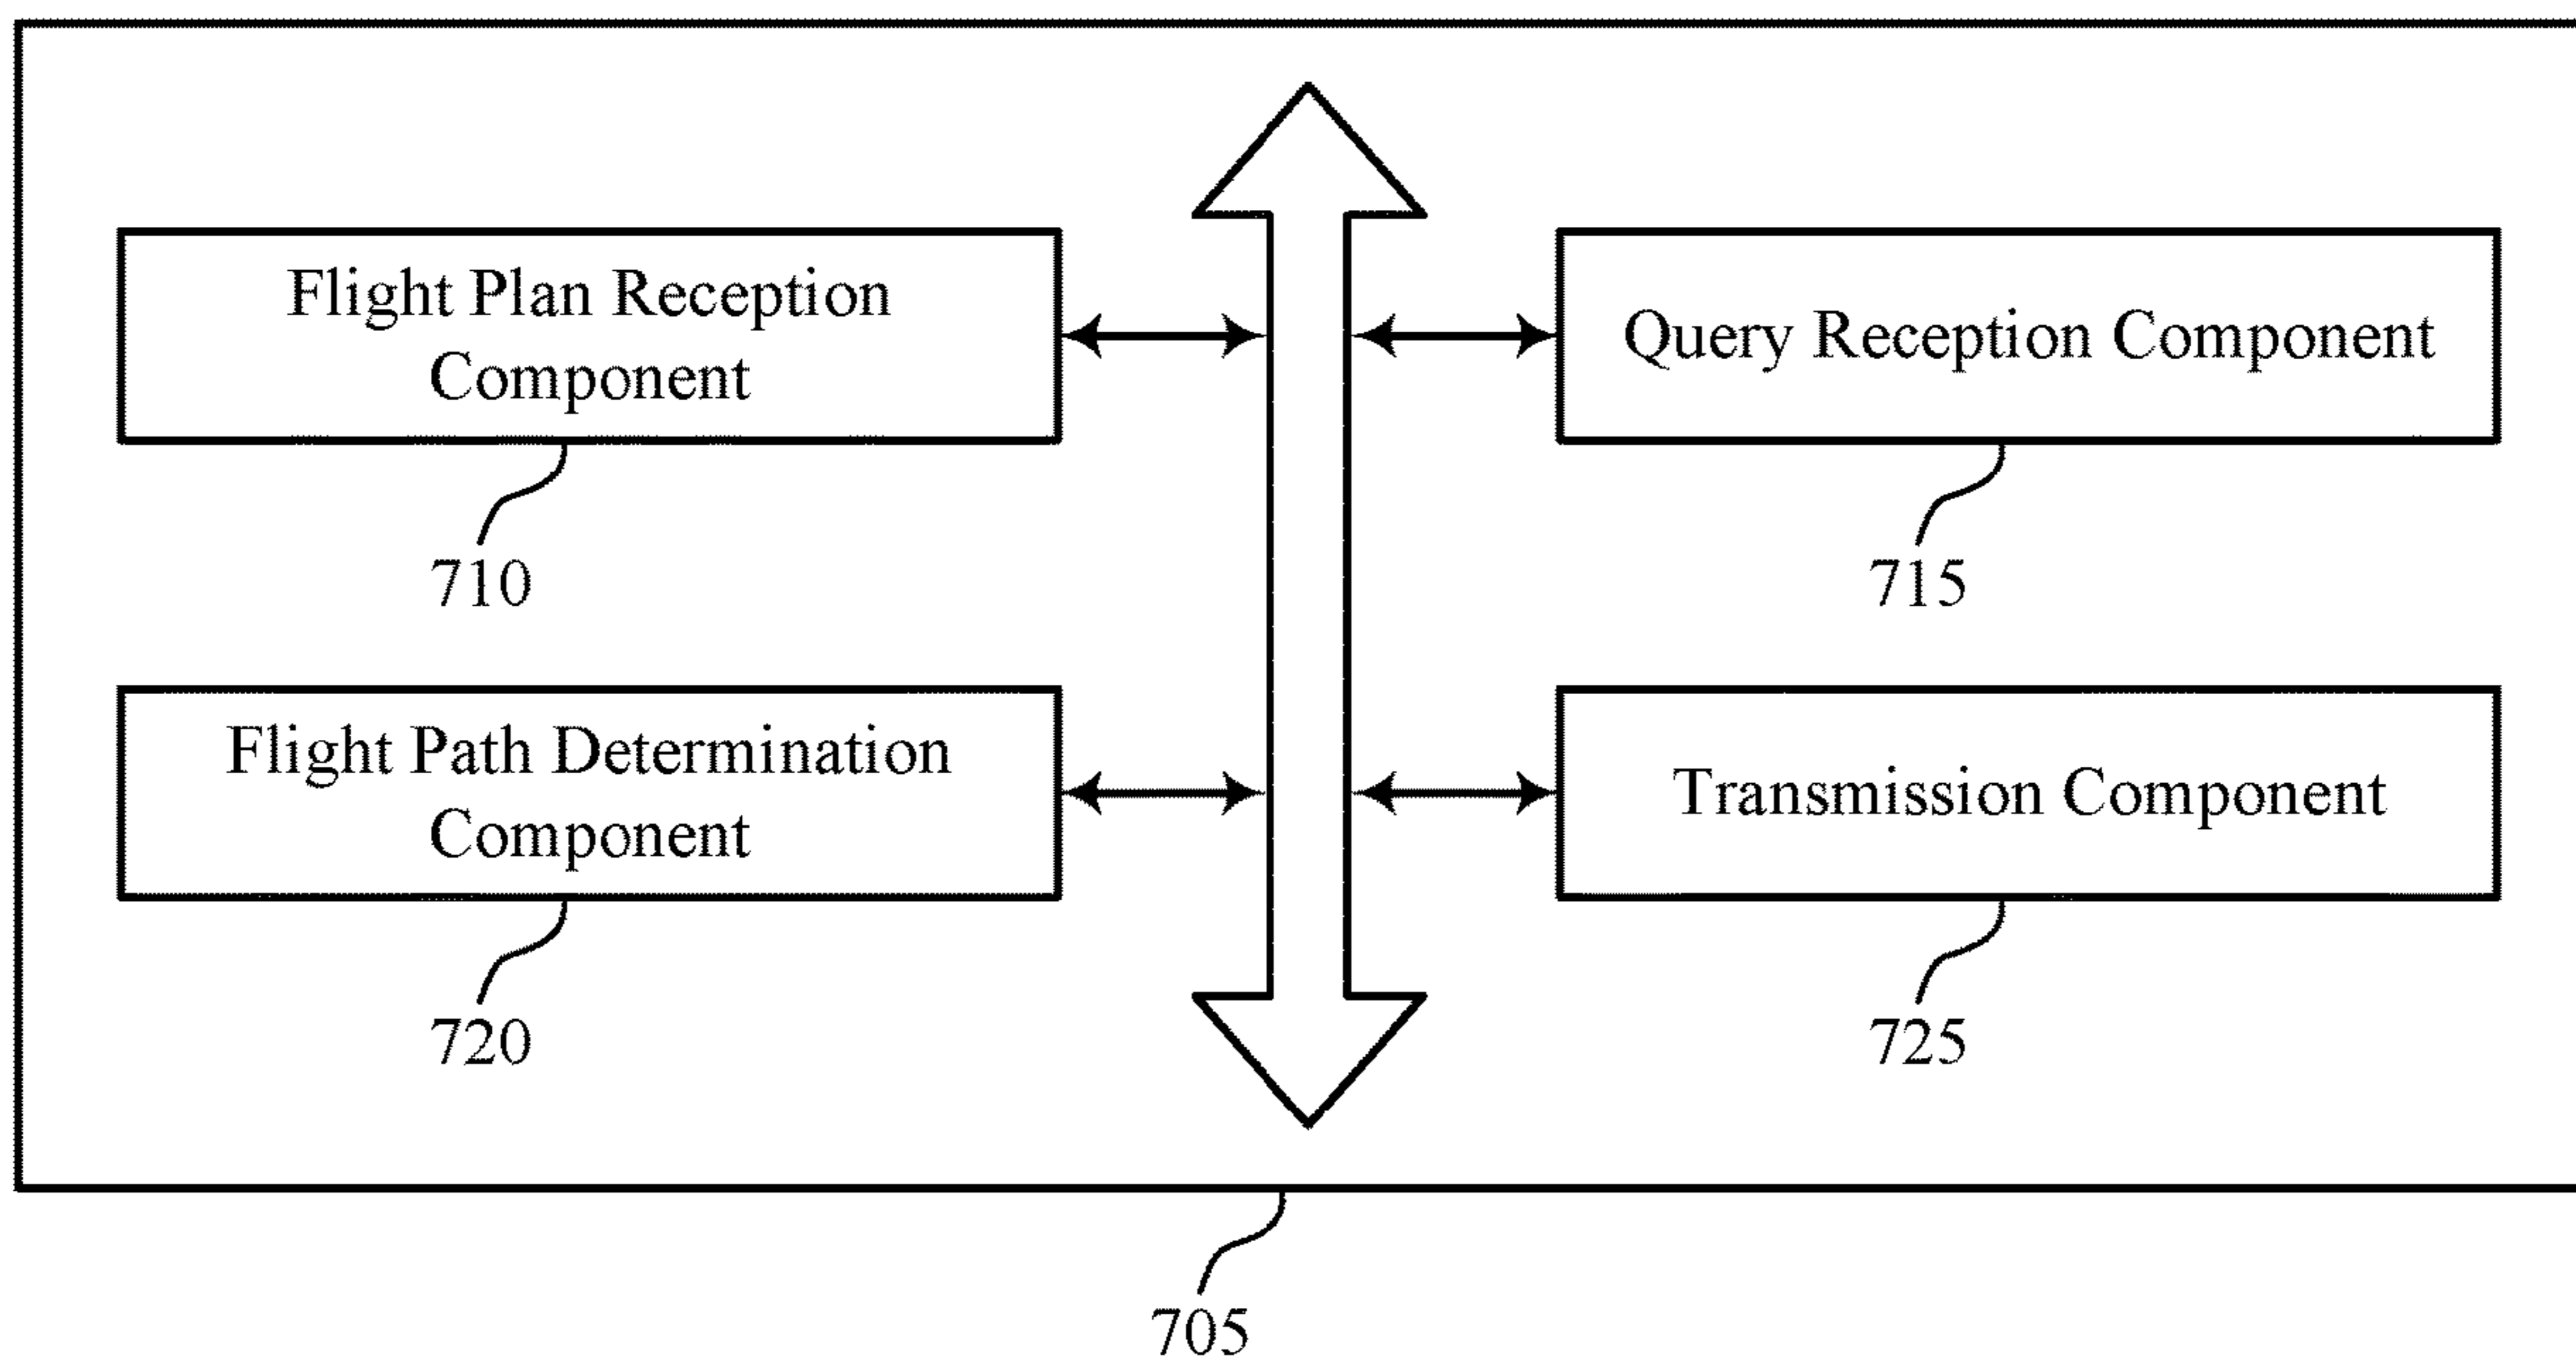 Flight Plan Reception
Component
710
Query Reception Component
715
Flight Path Determination
Component
720
Transmission Component
725
705